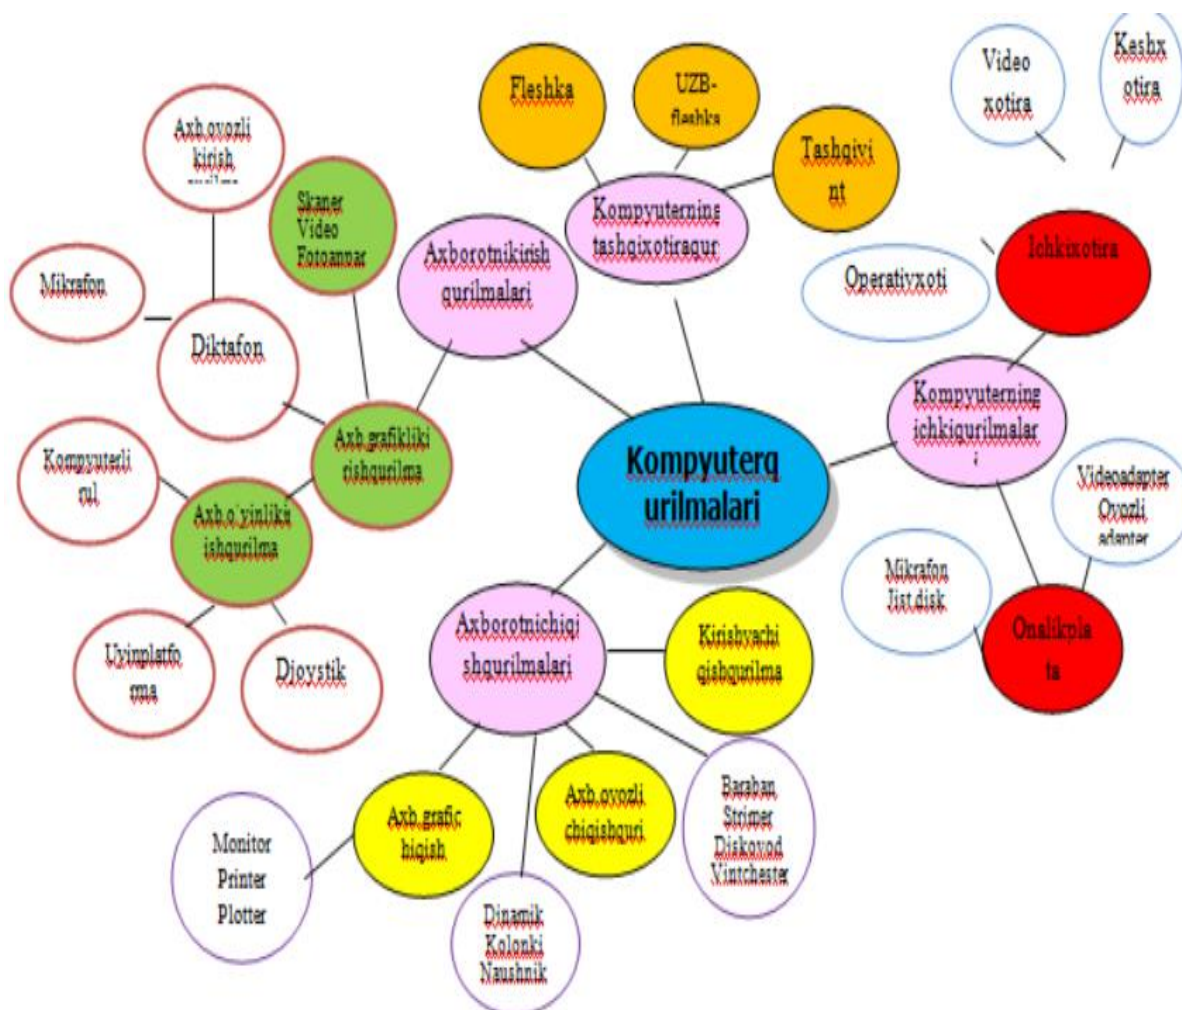 Fleshka
UZB-
fleshka
Tashqivi
nt
Video
xotira
Keshx
otira
Axb.ovozli
kirish
Skaner
Video
Fotoappar
Axborotnikirish
qurilmalari
Kompyuterning
tashqixotiraqur
Ichkixotira
Operativxoti
Mikrafon
Diktafon
Kompyuterning
ichkiqurilmalar
i
Axb.grafikliki
rishqurilma
Kompyuterli
rul
Kompyuterq
urilmalari
Videoadapter
Ovozli
adapter
Axb.o'yinlikir
ishqurilma
Mikrafon
Jist.disk
Onalikpla
ta
Uyinplatfo
rma
Djoystik
Axborotnichiqi
shqurilmalari
Kirishvachi
qishqurilma
Axb.grafic
hiqish
Axb.ovozli
chiqishquri
Baraban
Strimer
Diskovod
Vintchester
Monitor
Printer
Plotter
Dinamik
Kolonki
Naushnik